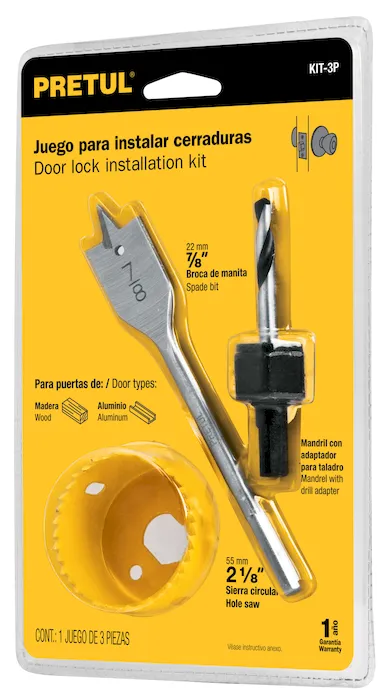 PRETUL®
KIT-3P
Juego para instalar cerraduras
Door lock installation kit
22 mm
7/8"
Broca de manita
Spade bit
7/8
Para puertas de: / Door types:
Madera
Wood
Aluminio
Aluminum
Mandril con
adaptador
para taladro
Mandrel with
drill adapter
55 mm
2 1/8"
Sierra circular
Hole saw
CONT.: 1 JUEGO DE 3 PIEZAS
Véase Instructivo anexo.
1 año
Garantía
Warranty